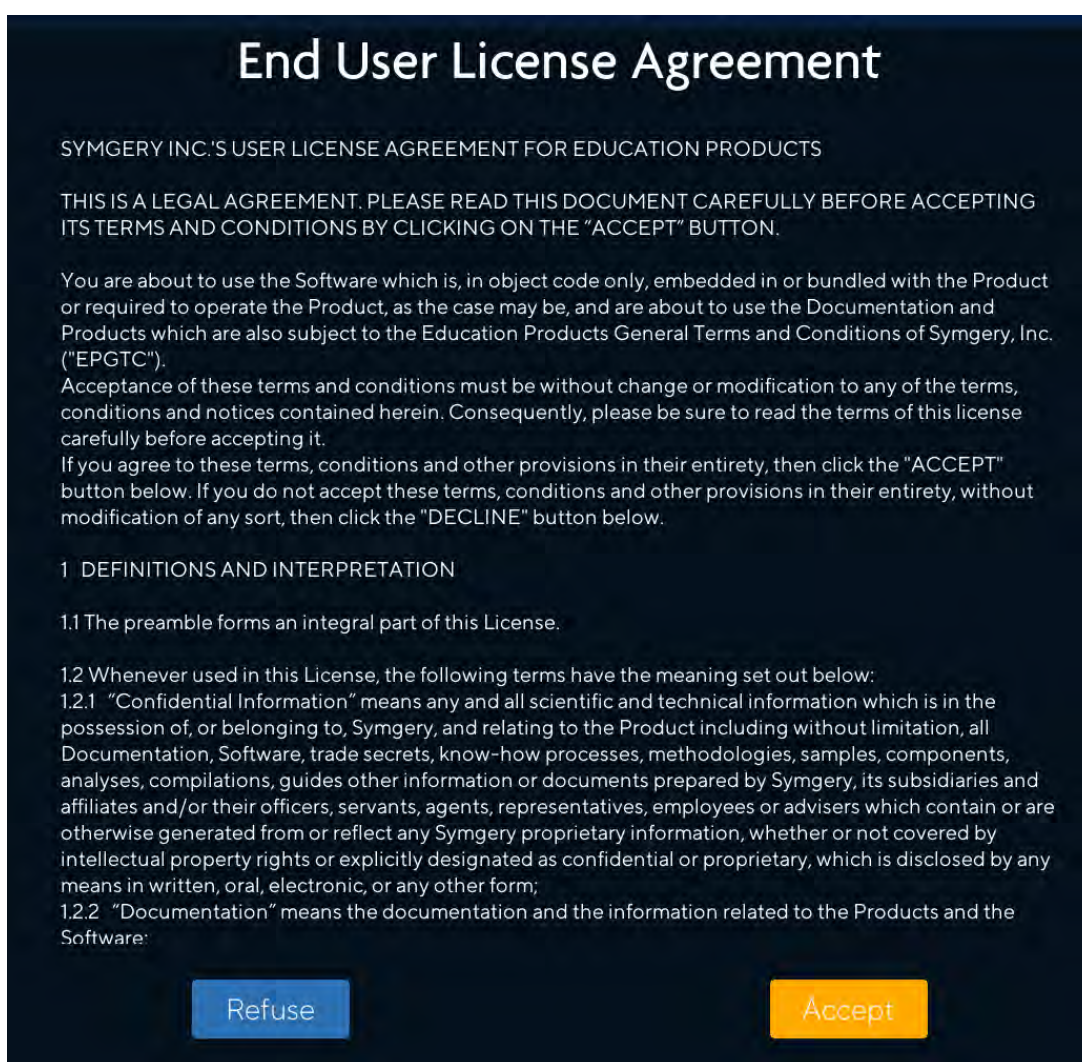 End User License Agreement
SYMGERY INC.'S USER LICENSE AGREEMENT FOR EDUCATION PRODUCTS
THIS IS A LEGAL AGREEMENT. PLEASE READ THIS DOCUMENT CAREFULLY BEFORE ACCEPTING
ITS TERMS AND CONDITIONS BY CLICKING ON THE “ACCEPT” BUTTON.
You are about to use the Software which is, in object code only, embedded in or bundled with the Product
or required to operate the Product, as the case may be, and are about to use the Documentation and
Products which are also subject to the Education Products General Terms and Conditions of Symgery, Inc.
("EPGTC").
Acceptance of these terms and conditions must be without change or modification to any of the terms,
conditions and notices contained herein. Consequently, please be sure to read the terms of this license
carefully before accepting it.
If you agree to these terms, conditions and other provisions in their entirety, then click the "ACCEPT"
button below. If you do not accept these terms, conditions and other provisions in their entirety, without
modification of any sort, then click the "DECLINE" button below.
1 DEFINITIONS AND INTERPRETATION
1.1 The preamble forms an integral part of this License.
1.2 Whenever used in this License, the following terms have the meaning set out below:
1.2.1 “Confidential Information” means any and all scientific and technical information which is in the
possession of, or belonging to, Symgery, and relating to the Product including without limitation, all
Documentation, Software, trade secrets, know-how processes, methodologies, samples, components,
analyses, compilations, guides other information or documents prepared by Symgery, its subsidiaries and
affiliates and/or their officers, servants, agents, representatives, employees or advisers which contain or are
otherwise generated from or reflect any Symgery proprietary information, whether or not covered by
intellectual property rights or explicitly designated as confidential or proprietary, which is disclosed by any
means in written, oral, electronic, or any other form;
1.2.2 “Documentation” means the documentation and the information related to the Products and the
Software;
Refuse
Accept